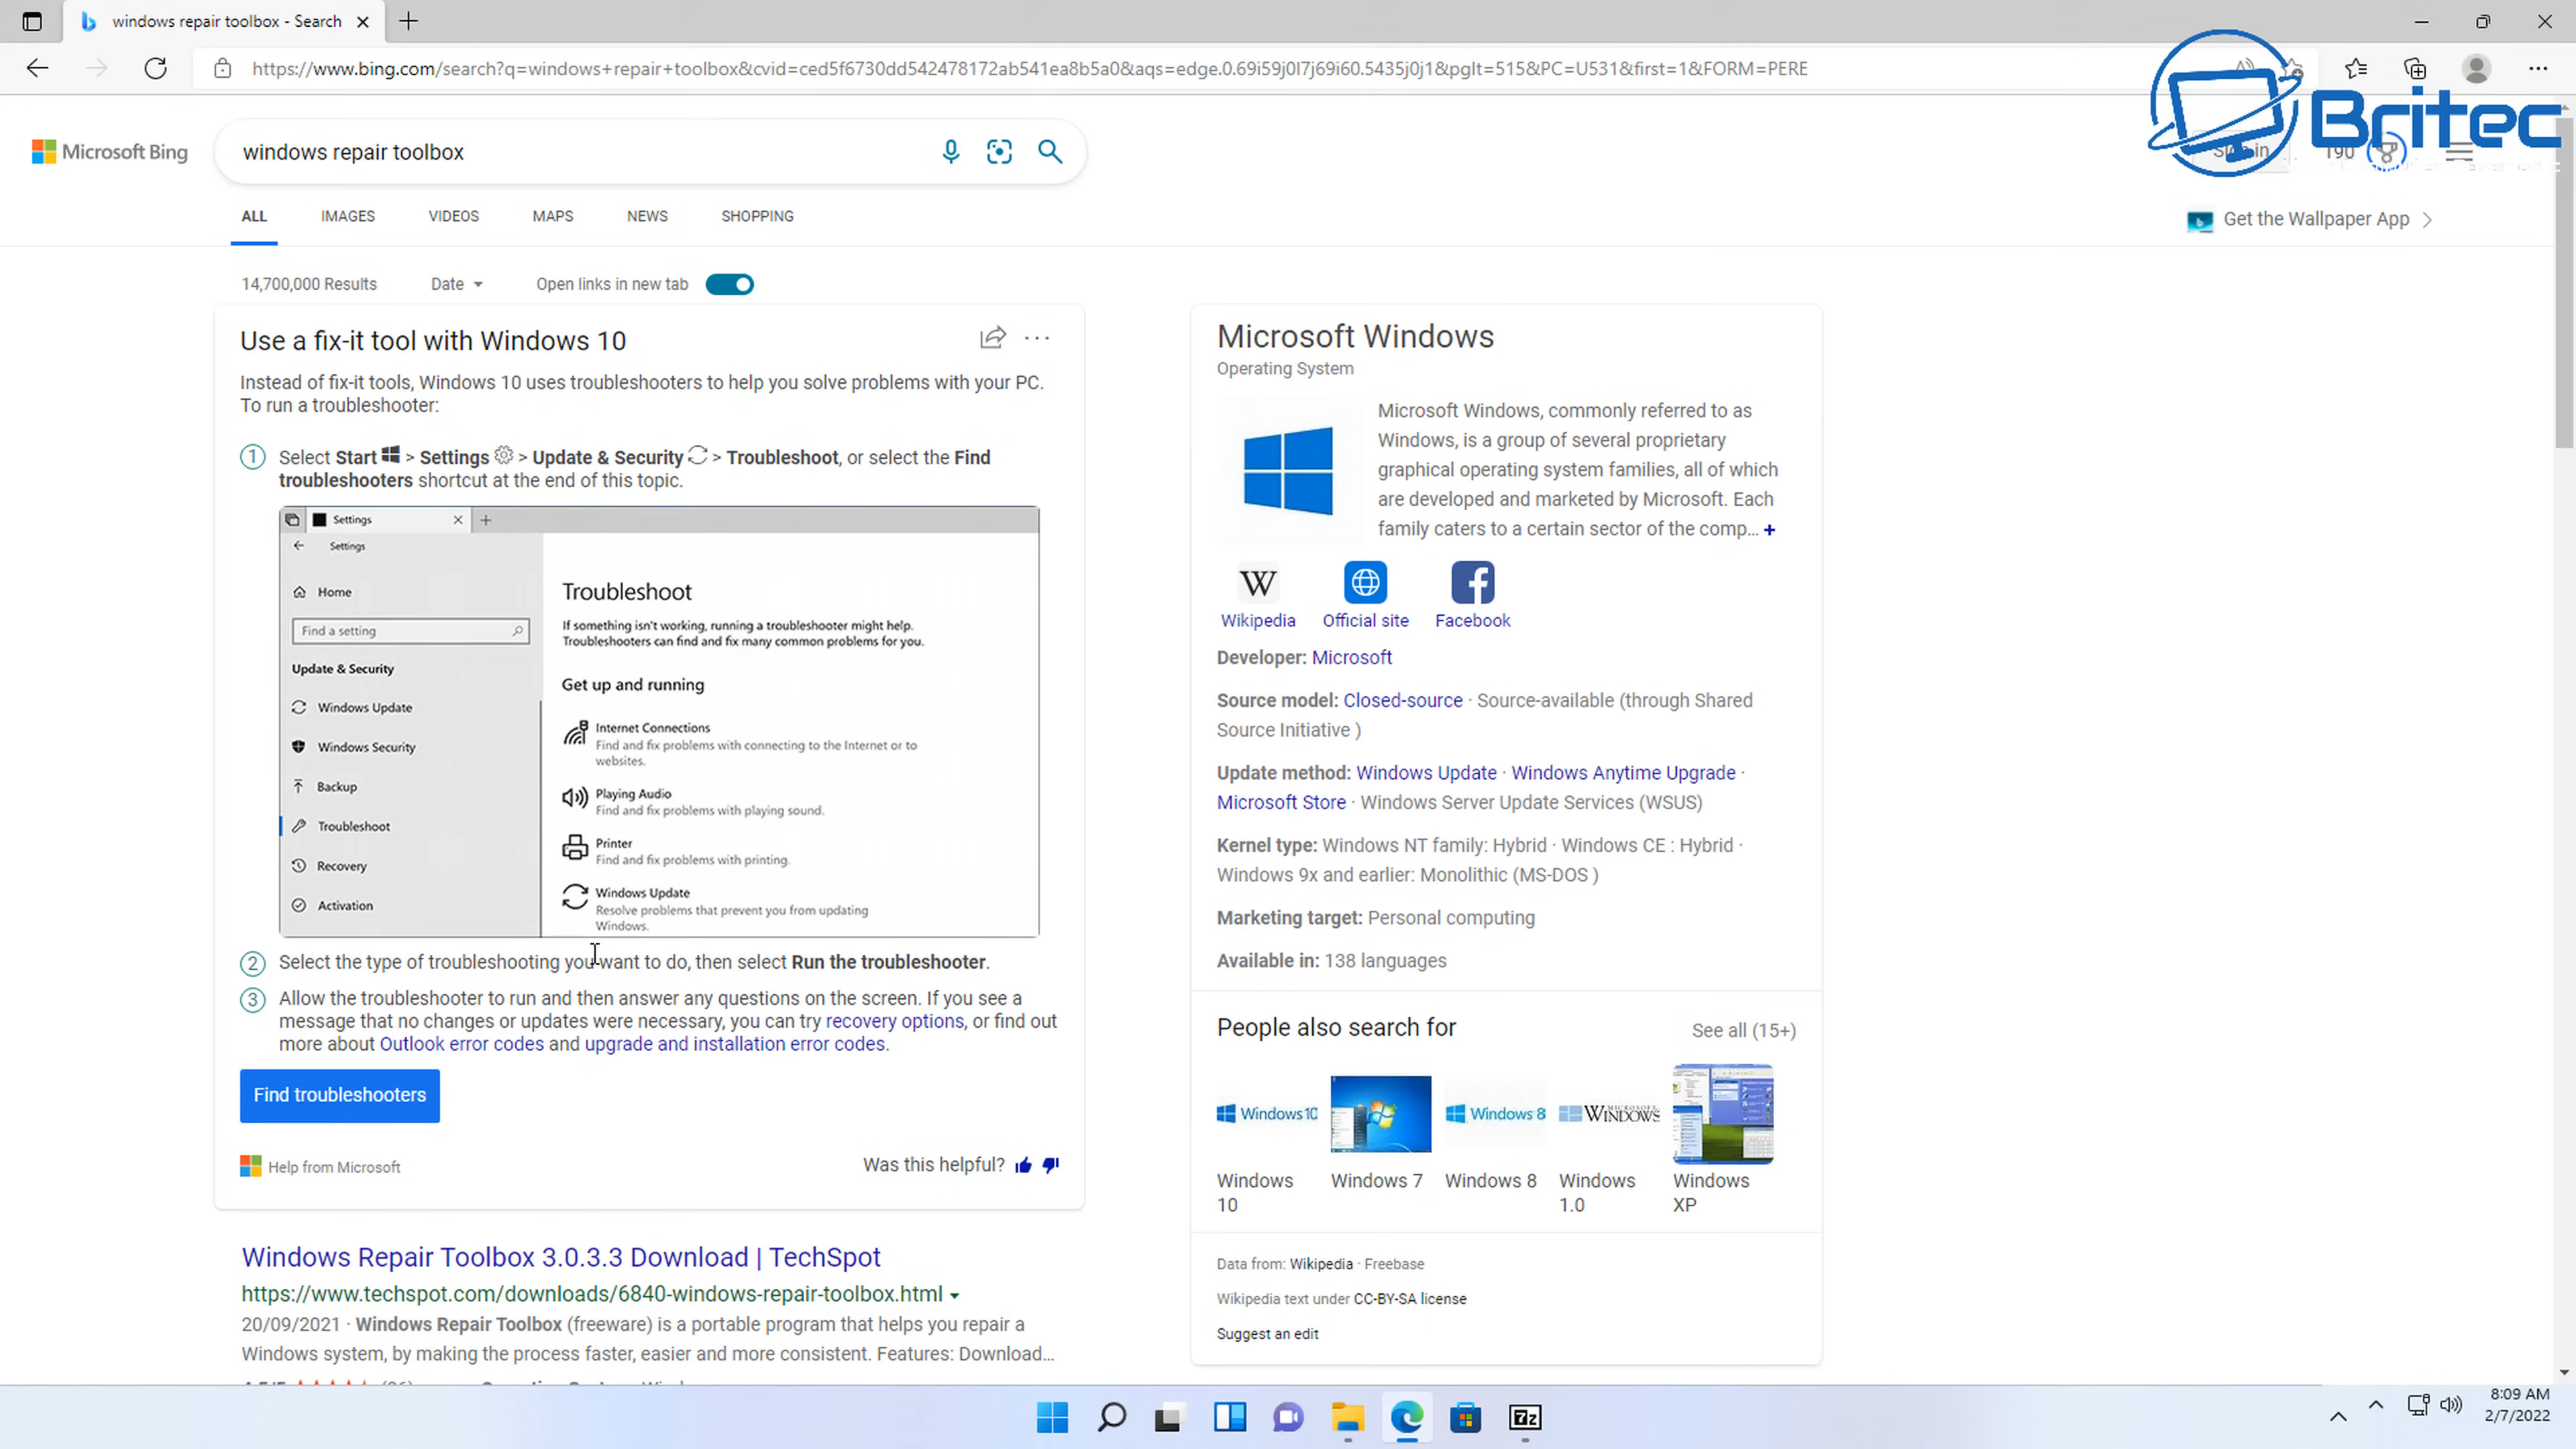 windows repair toolbox - Search
https://www.bing.com/search?q=windows+repair+toolbox&cvid=ced5f6730dd542478172ab541ea8b5a0&aqs=edge.0.69i59j0l7j69i60.5435j0j1&pglt=515&PC=U531&first=1&FORM=PERE
Britec
Microsoft Bing
windows repair toolbox
Sign in
190
ALL IMAGES VIDEOS MAPS NEWS SHOPPING
Get the Wallpaper App
14,700,000 Results Date Open links in new tab
Use a fix-it tool with Windows 10
Instead of fix-it tools, Windows 10 uses troubleshooters to help you solve problems with your PC.
To run a troubleshooter:
1 Select Start > Settings > Update & Security > Troubleshoot, or select the Find
troubleshooters shortcut at the end of this topic.
Settings
Settings
Home
Find a setting
Update & Security
Windows Update
Windows Security
Backup
Troubleshoot
Recovery
Activation
Troubleshoot
If something isn't working, running a troubleshooter might help.
Troubleshooters can find and fix many common problems for you.
Get up and running
Internet Connections
Find and fix problems with connecting to the Internet or to
websites.
Playing Audio
Find and fix problems with playing sound.
Printer
Find and fix problems with printing.
Windows Update
Resolve problems that prevent you from updating
Windows.
2 Select the type of troubleshooting you want to do, then select Run the troubleshooter.
3 Allow the troubleshooter to run and then answer any questions on the screen. If you see a
message that no changes or updates were necessary, you can try recovery options, or find out
more about Outlook error codes and upgrade and installation error codes.
Find troubleshooters
Help from Microsoft
Was this helpful?
Windows Repair Toolbox 3.0.3.3 Download | TechSpot
https://www.techspot.com/downloads/6840-windows-repair-toolbox.html
20/09/2021 · Windows Repair Toolbox (freeware) is a portable program that helps you repair a
Windows system, by making the process faster, easier and more consistent. Features: Download...
Microsoft Windows
Operating System
Microsoft Windows, commonly referred to as
Windows, is a group of several proprietary
graphical operating system families, all of which
are developed and marketed by Microsoft. Each
family caters to a certain sector of the comp... +
W
Wikipedia Official site Facebook
Developer: Microsoft
Source model: Closed-source · Source-available (through Shared
Source Initiative )
Update method: Windows Update · Windows Anytime Upgrade ·
Microsoft Store · Windows Server Update Services (WSUS)
Kernel type: Windows NT family: Hybrid · Windows CE : Hybrid ·
Windows 9x and earlier: Monolithic (MS-DOS )
Marketing target: Personal computing
Available in: 138 languages
People also search for
See all (15+)
Windows 10
Windows 8
MICROSOFT WINDOWS
Windows 10
Windows 7
Windows 8
Windows 1.0
Windows XP
Data from: Wikipedia · Freebase
Wikipedia text under CC-BY-SA license
Suggest an edit
7z
8:09 AM
2/7/2022